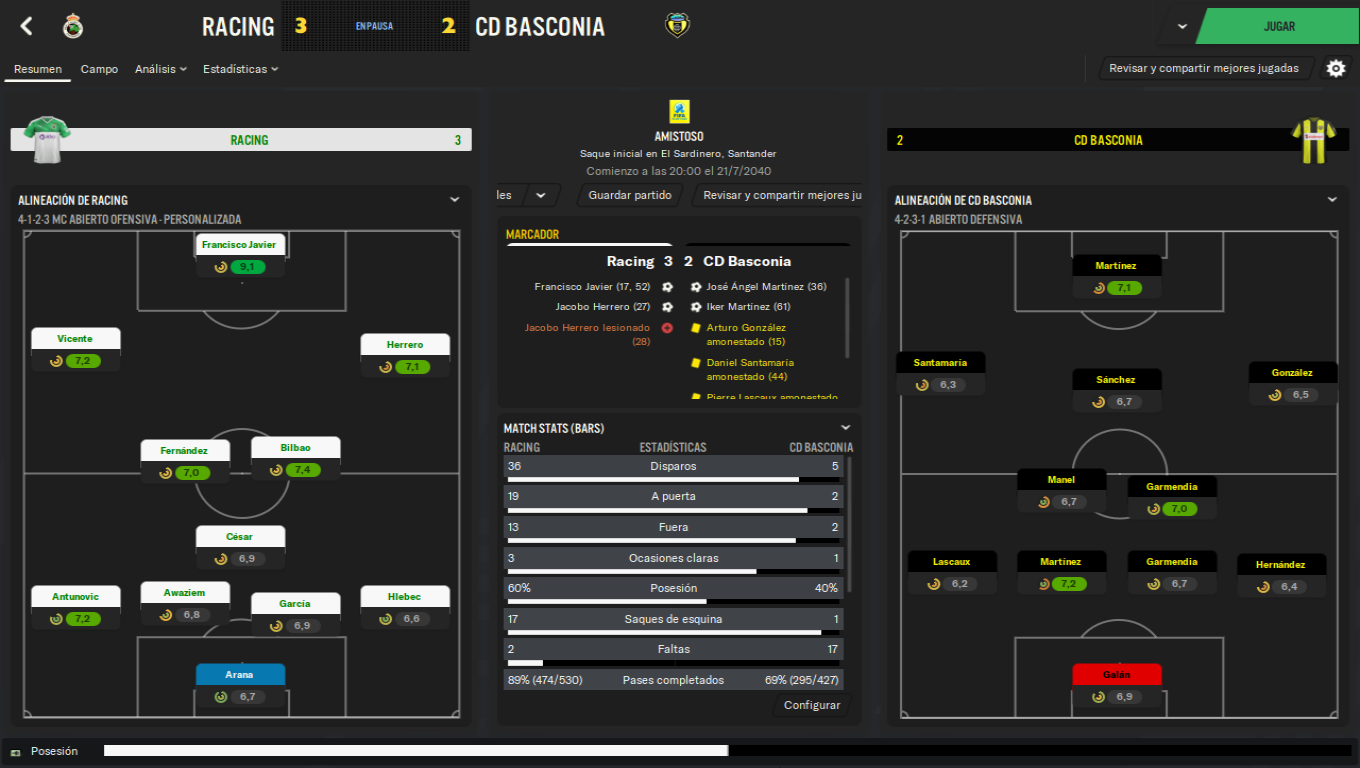 RACING 3 EN PAUSA 2 CD BASCONIA
JUGAR
Resumen Campo Análisis Estadísticas
Revisar y compartir mejores jugadas
RACING 3
ALINEACIÓN DE RACING
4-1-2-3 MC ABIERTO OFENSIVA - PERSONALIZADA
Francisco Javier
9,1
Vicente
7,2
Herrero
7,1
Fernández
7,0
Bilbao
7,4
César
6,9
Antunovic
7,2
Awaziem
6,8
García
6,9
Hlebec
6,6
Arana
6,7
AMISTOSO
Saque inicial en El Sardinero, Santander
Comienzo a las 20:00 el 21/7/2040
les Guardar partido Revisar y compartir mejores ju
MARCADOR
Racing 3 2 CD Basconia
Francisco Javier (17, 52) José Ángel Martínez (36)
Jacobo Herrero (27) Iker Martínez (61)
Jacobo Herrero lesionado
(28)
Arturo González
amonestado (15)
Daniel Santamaría
amonestado (44)
Pierre Lascaux amonestado
MATCH STATS (BARS)
RACING ESTADÍSTICAS CD BASCONIA
36 Disparos 5
19 A puerta 2
13 Fuera 2
3 Ocasiones claras 1
60% Posesión 40%
17 Saques de esquina 1
2 Faltas 17
89% (474/530) Pases completados 69% (295/427)
Configurar
2 CD BASCONIA
ALINEACIÓN DE CD BASCONIA
4-2-3-1 ABIERTO DEFENSIVA
Martínez
7,1
Santamaría
6,3
Sánchez
6,7
González
6,5
Manel
6,7
Garmendia
7,0
Lascaux
6,2
Martínez
7,2
Garmendia
6,7
Hernández
6,4
Galán
6,9
Posesión